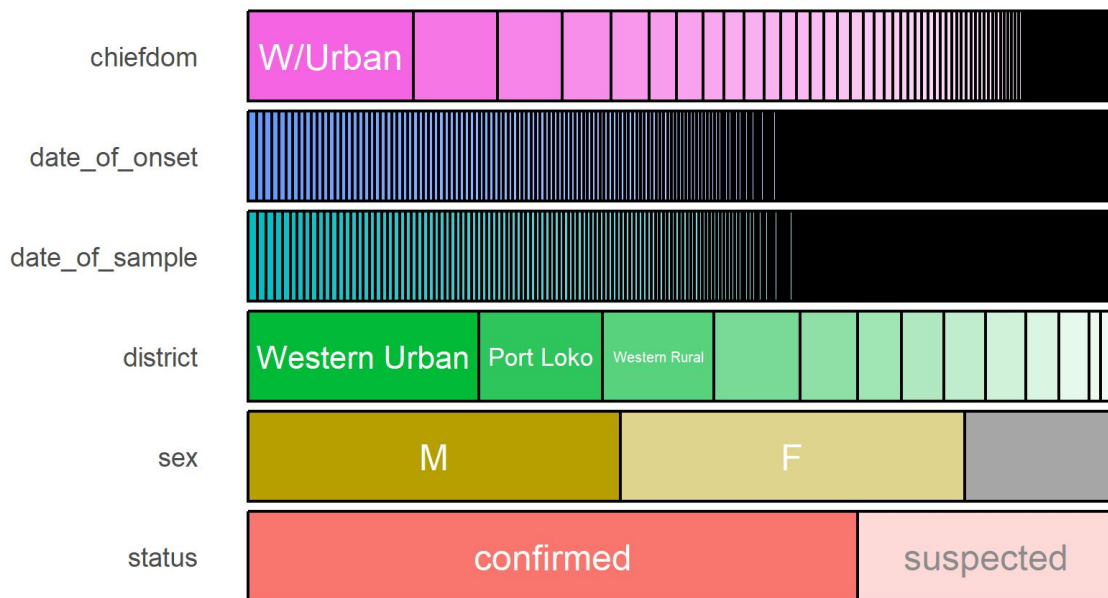 chiefdom
W/Urban
date_of_onset
date_of_sample
district
Western Urban
Port Loko
Western Rural
sex
M
F
status
confirmed
suspected